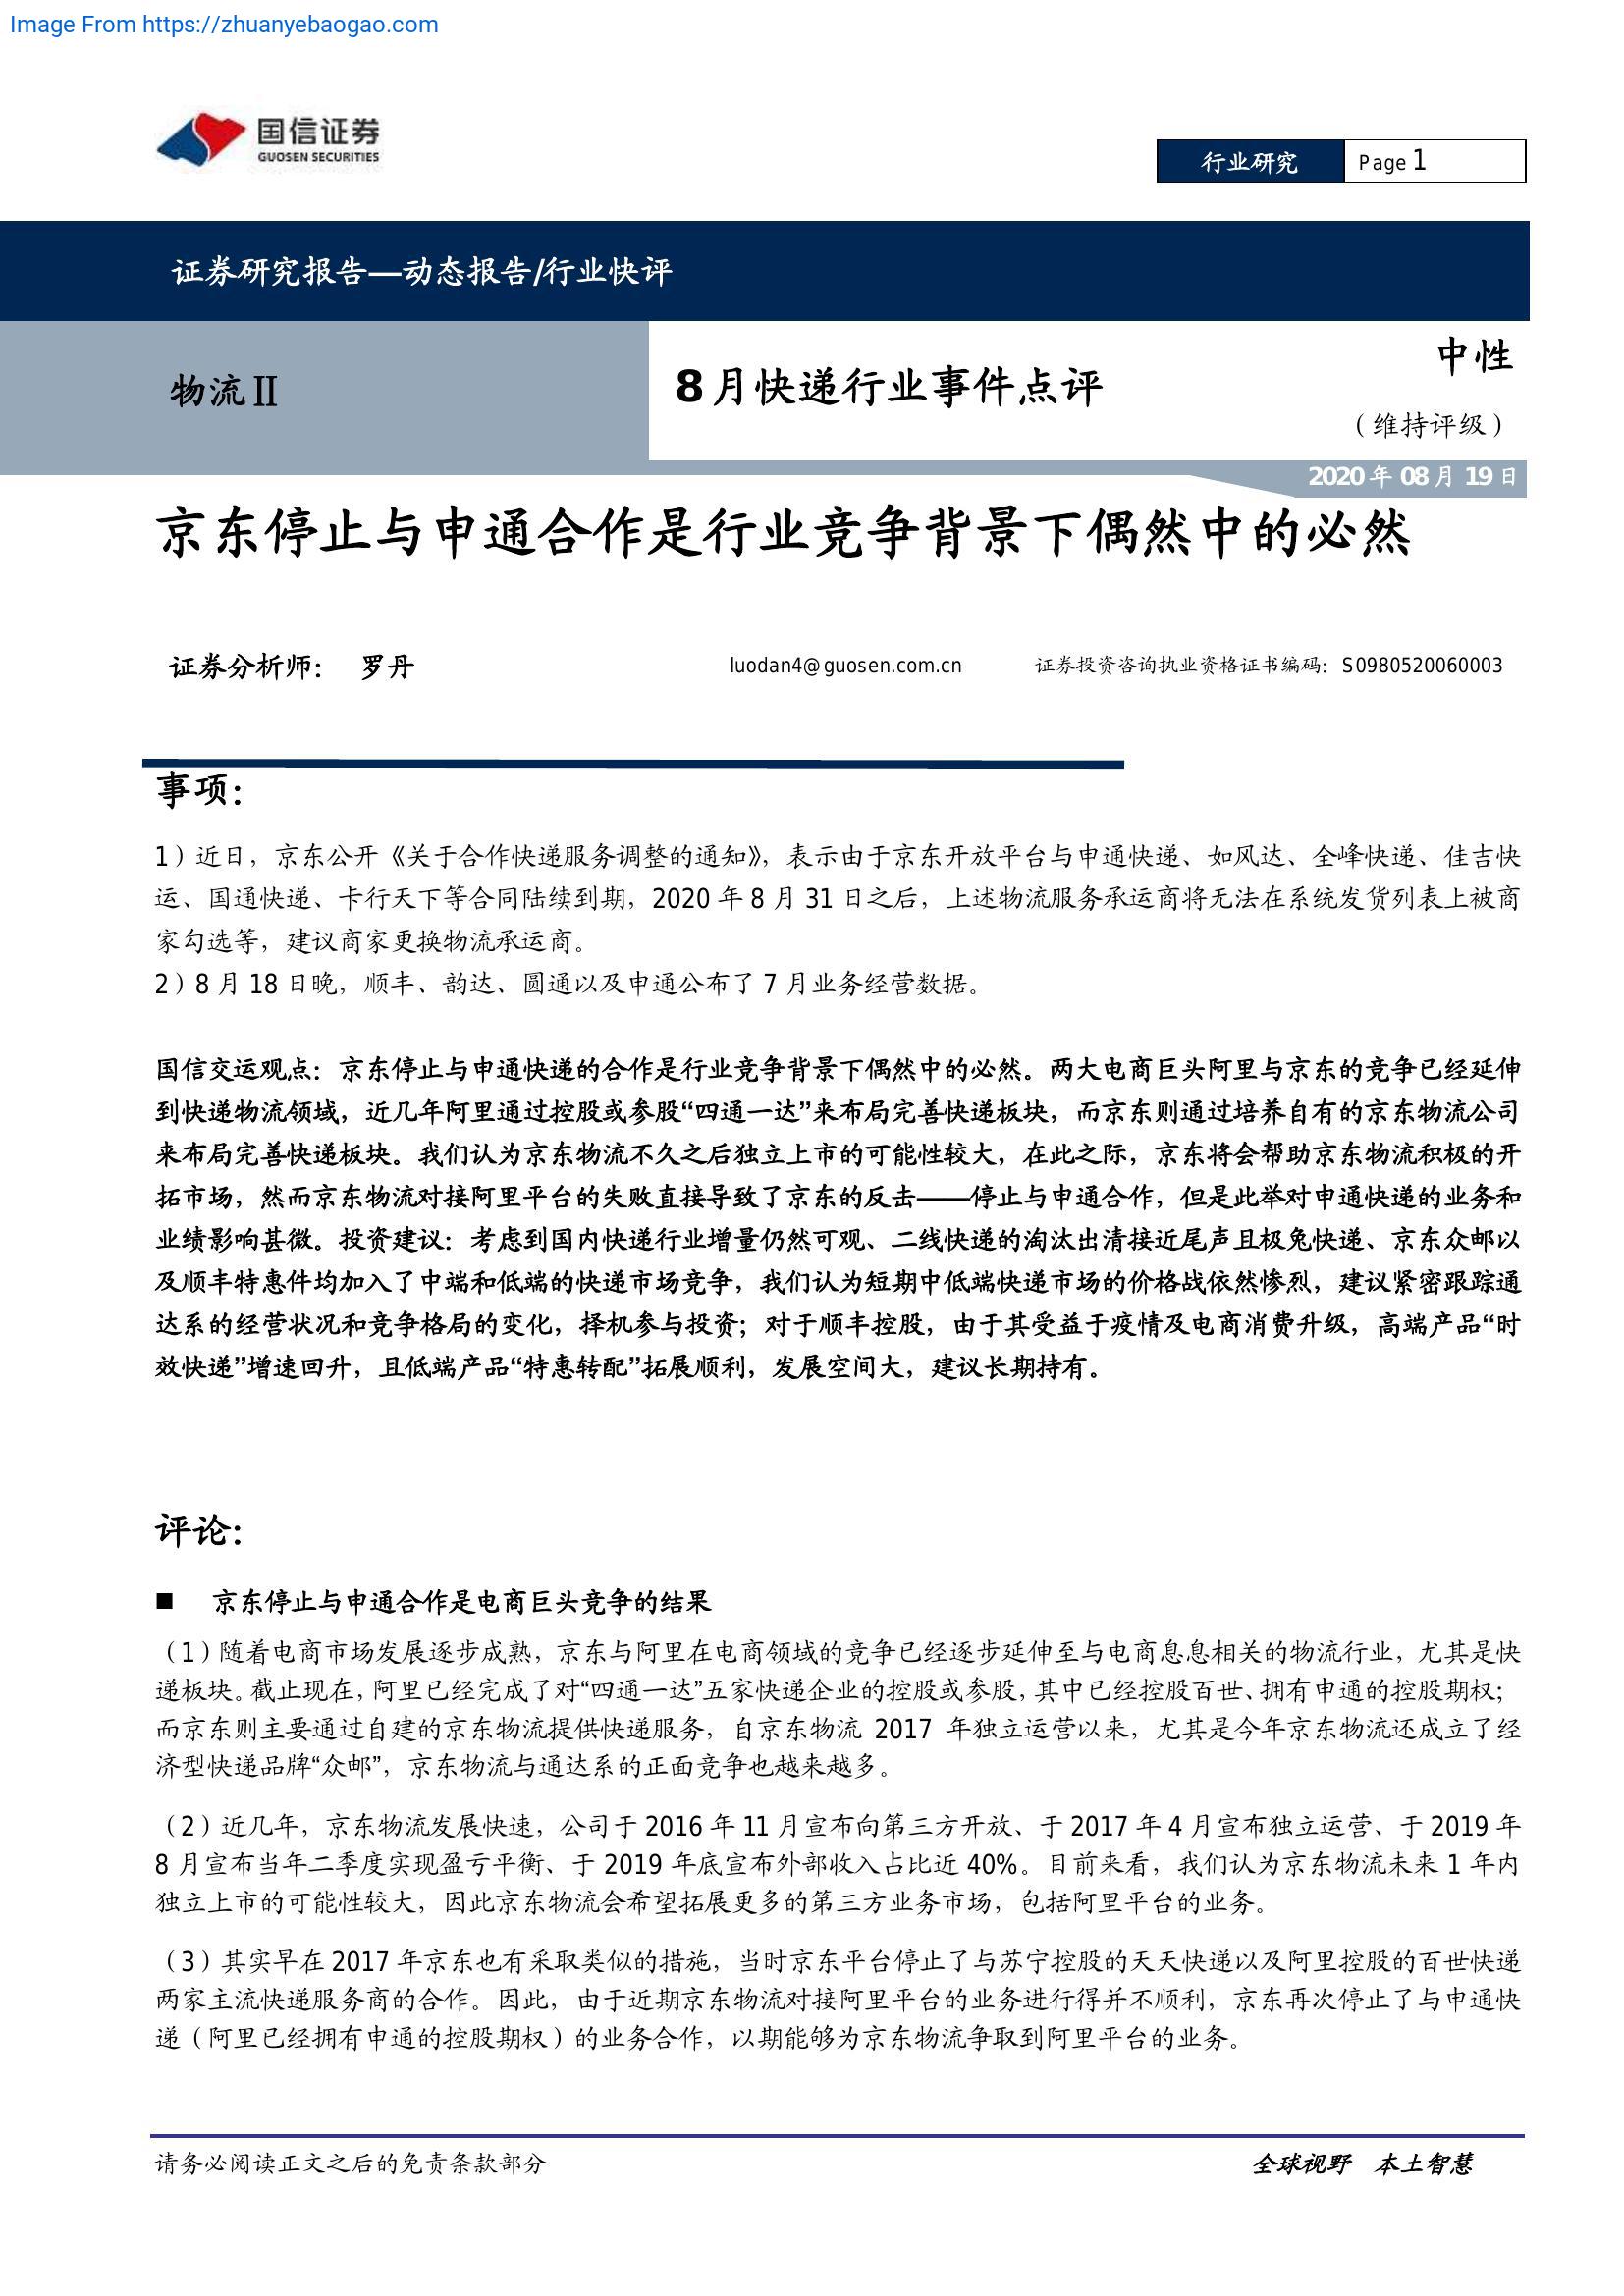 Image From https://zhuanyebaogao.com
国信证券
GUOSEN SECURITIES
行业研究 Page 1
证券研究报告—动态报告/行业快评
物流Ⅱ
8月快递行业事件点评
中性
（维持评级）
2020 年 08 月 19 日
京东停止与申通合作是行业竞争背景下偶然中的必然
证券分析师： 罗丹 luodan4@guosen.com.cn 证券投资咨询执业资格证书编码：S0980520060003
事项：
1）近日，京东公开《关于合作快递服务调整的通知》，表示由于京东开放平台与申通快递、如风达、全峰快递、佳吉快
运、国通快递、卡行天下等合同陆续到期，2020 年 8 月 31 日之后，上述物流服务承运商将无法在系统发货列表上被商
家勾选等，建议商家更换物流承运商。
2）8 月 18 日晚，顺丰、韵达、圆通以及申通公布了 7 月业务经营数据。
国信交运观点：京东停止与申通快递的合作是行业竞争背景下偶然中的必然。两大电商巨头阿里与京东的竞争已经延伸
到快递物流领域，近几年阿里通过控股或参股“四通一达”来布局完善快递板块，而京东则通过培养自有的京东物流公司
来布局完善快递板块。我们认为京东物流不久之后独立上市的可能性较大，在此之际，京东将会帮助京东物流积极的开
拓市场，然而京东物流对接阿里平台的失败直接导致了京东的反击——停止与申通合作，但是此举对申通快递的业务和
业绩影响甚微。投资建议：考虑到国内快递行业增量仍然可观、二线快递的淘汰出清接近尾声且极兔快递、京东众邮以
及顺丰特惠件均加入了中端和低端的快递市场竞争，我们认为短期中低端快递市场的价格战依然惨烈，建议紧密跟踪通
达系的经营状况和竞争格局的变化，择机参与投资；对于顺丰控股，由于其受益于疫情及电商消费升级，高端产品“时
效快递”增速回升，且低端产品“特惠转配”拓展顺利，发展空间大，建议长期持有。
评论：
■ 京东停止与申通合作是电商巨头竞争的结果
（1）随着电商市场发展逐步成熟，京东与阿里在电商领域的竞争已经逐步延伸至与电商息息相关的物流行业，尤其是快
递板块。截止现在，阿里已经完成了对“四通一达”五家快递企业的控股或参股，其中已经控股百世、拥有申通的控股期权；
而京东则主要通过自建的京东物流提供快递服务，自京东物流 2017 年独立运营以来，尤其是今年京东物流还成立了经
济型快递品牌“众邮”，京东物流与通达系的正面竞争也越来越多。
（2）近几年，京东物流发展快速，公司于 2016 年 11 月宣布向第三方开放、于 2017 年 4 月宣布独立运营、于 2019 年
8 月宣布当年二季度实现盈亏平衡、于 2019 年底宣布外部收入占比近 40%。目前来看，我们认为京东物流未来 1 年内
独立上市的可能性较大，因此京东物流会希望拓展更多的第三方业务市场，包括阿里平台的业务。
（3）其实早在 2017 年京东也有采取类似的措施，当时京东平台停止了与苏宁控股的天天快递以及阿里控股的百世快递
两家主流快递服务商的合作。因此，由于近期京东物流对接阿里平台的业务进行得并不顺利，京东再次停止了与申通快
递（阿里已经拥有申通的控股期权）的业务合作，以期能够为京东物流争取到阿里平台的业务。
请务必阅读正文之后的免责条款部分 全球视野 本土智慧